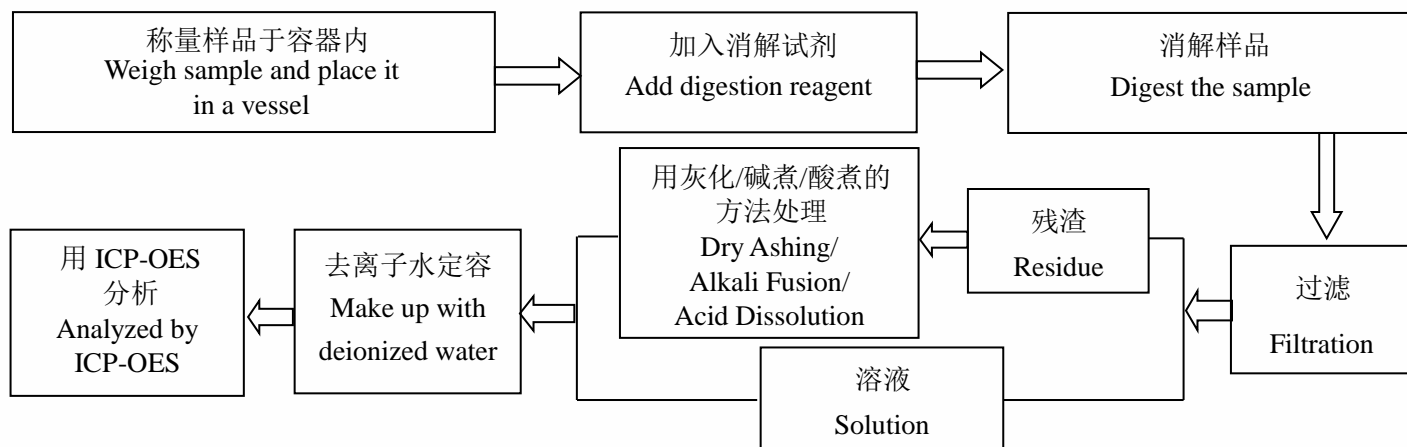 称量样品于容器内
Weigh sample and place it
in a vessel
加入消解试剂
Add digestion reagent
消解样品
Digest the sample
过滤
Filtration
残渣
Residue
用灰化/碱煮/酸煮的
方法处理
Dry Ashing/
Alkali Fusion/
Acid Dissolution
溶液
Solution
去离子水定容
Make up with
deionized water
用 ICP-OES
分析
Analyzed by
ICP-OES